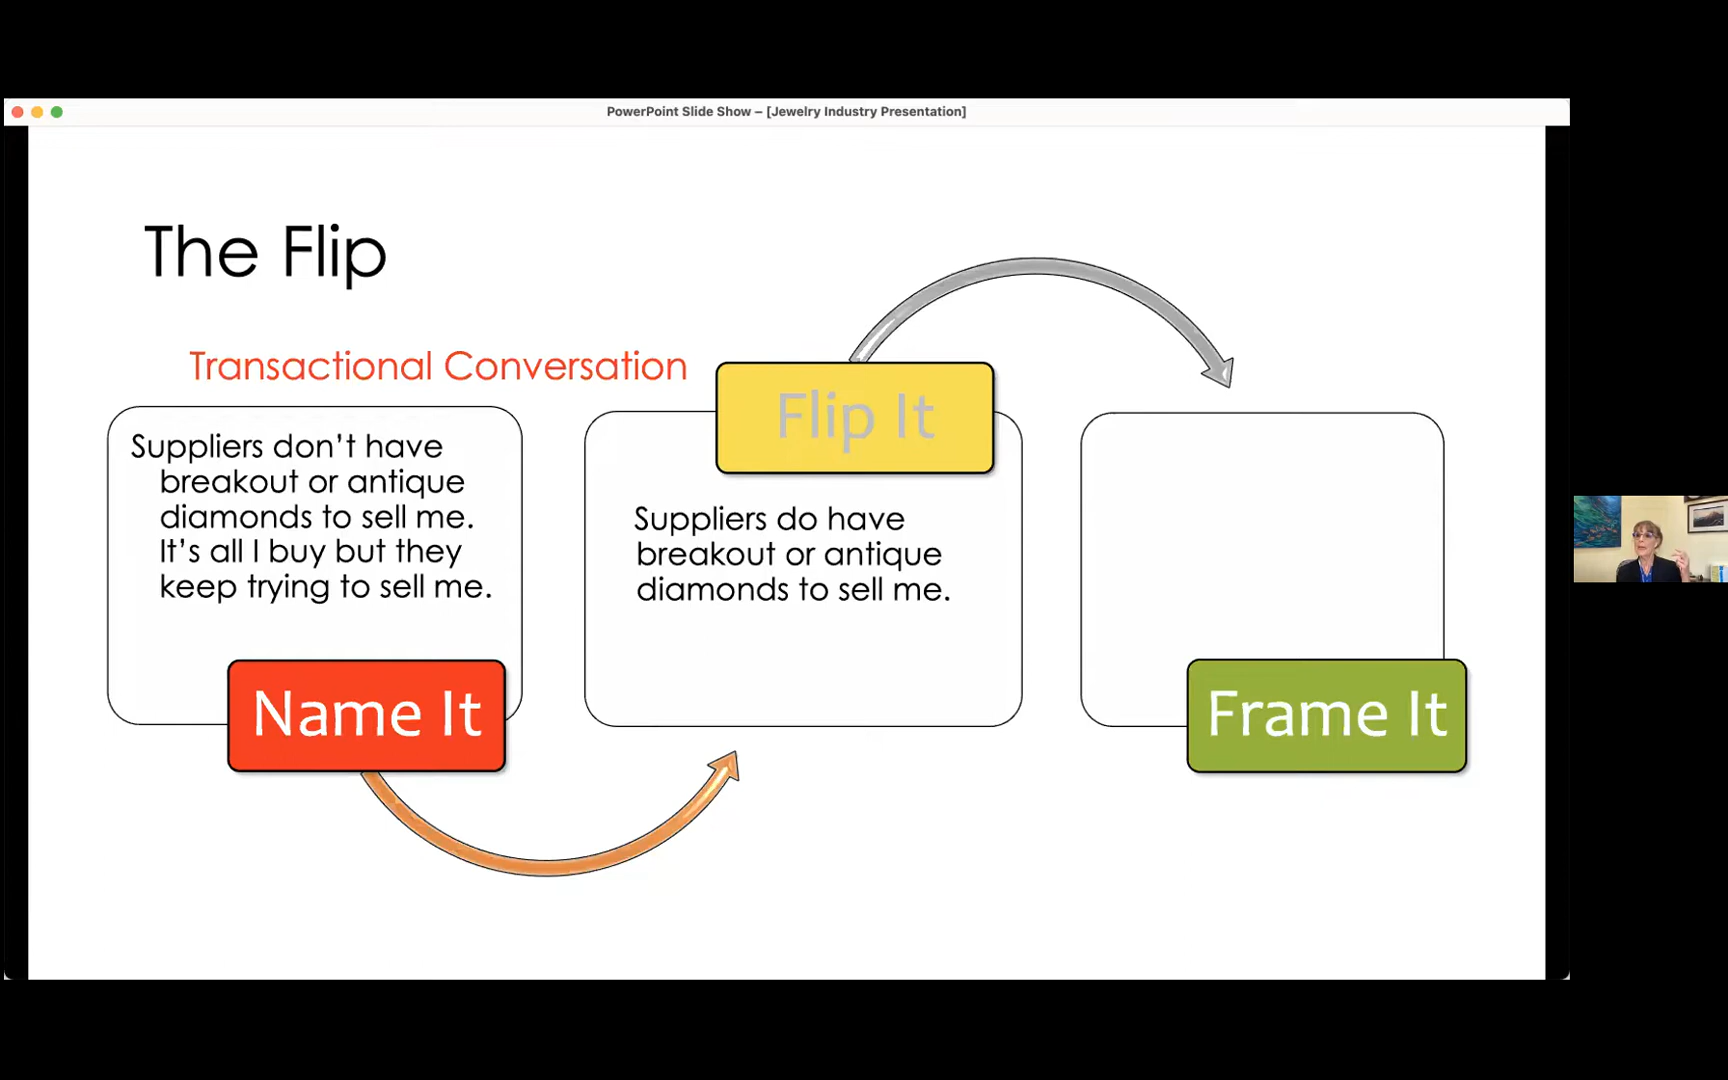 PowerPoint Slide Show – [Jewelry Industry Presentation]
The Flip
Transactional Conversation
Suppliers don’t have
breakout or antique
diamonds to sell me.
It’s all I buy but they
keep trying to sell me.
Name It
Flip It
Suppliers do have
breakout or antique
diamonds to sell me.
Frame It